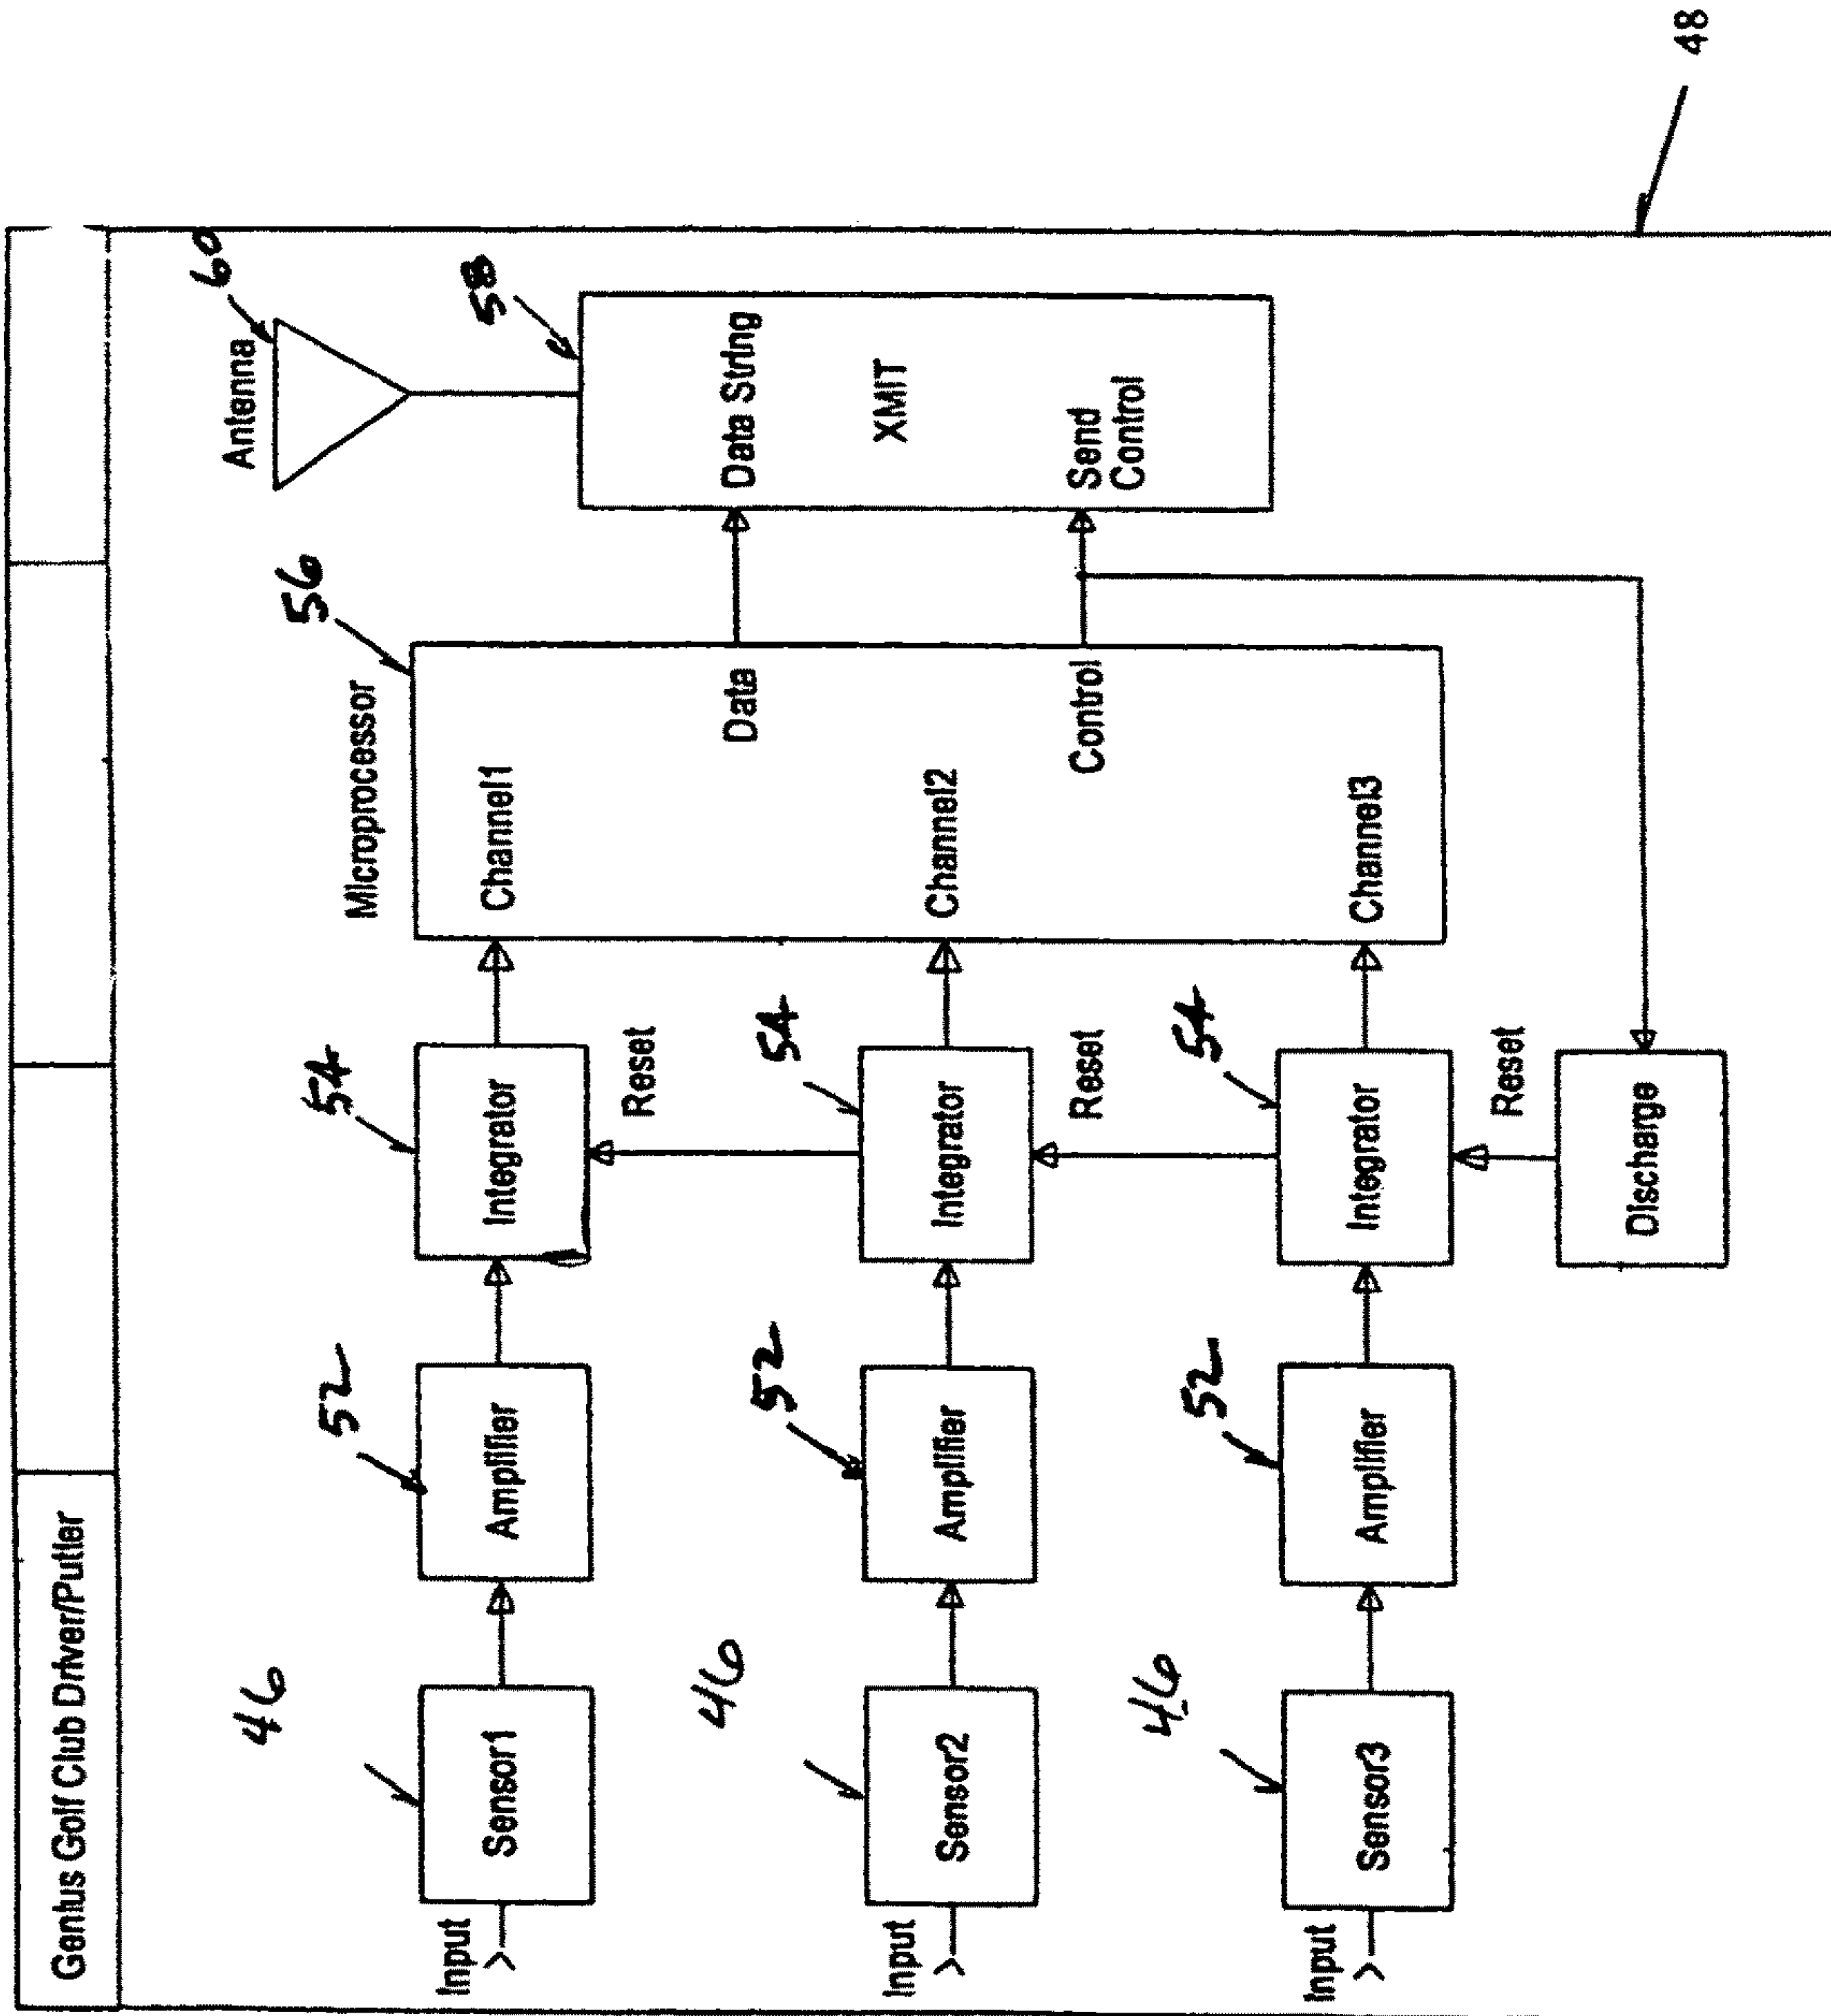 Genius Golf Club Driver/Putter
48
Antenna
60
Microprocessor
56
58
46
52
54
Input
Sensor1
Amplifier
Integrator
Channel1
Reset
Data
Data String
XMIT
46
52
54
Input
Sensor2
Amplifier
Integrator
Channel2
Reset
Control
Send
Control
46
52
54
Input
Sensor3
Amplifier
Integrator
Channel3
Reset
Discharge